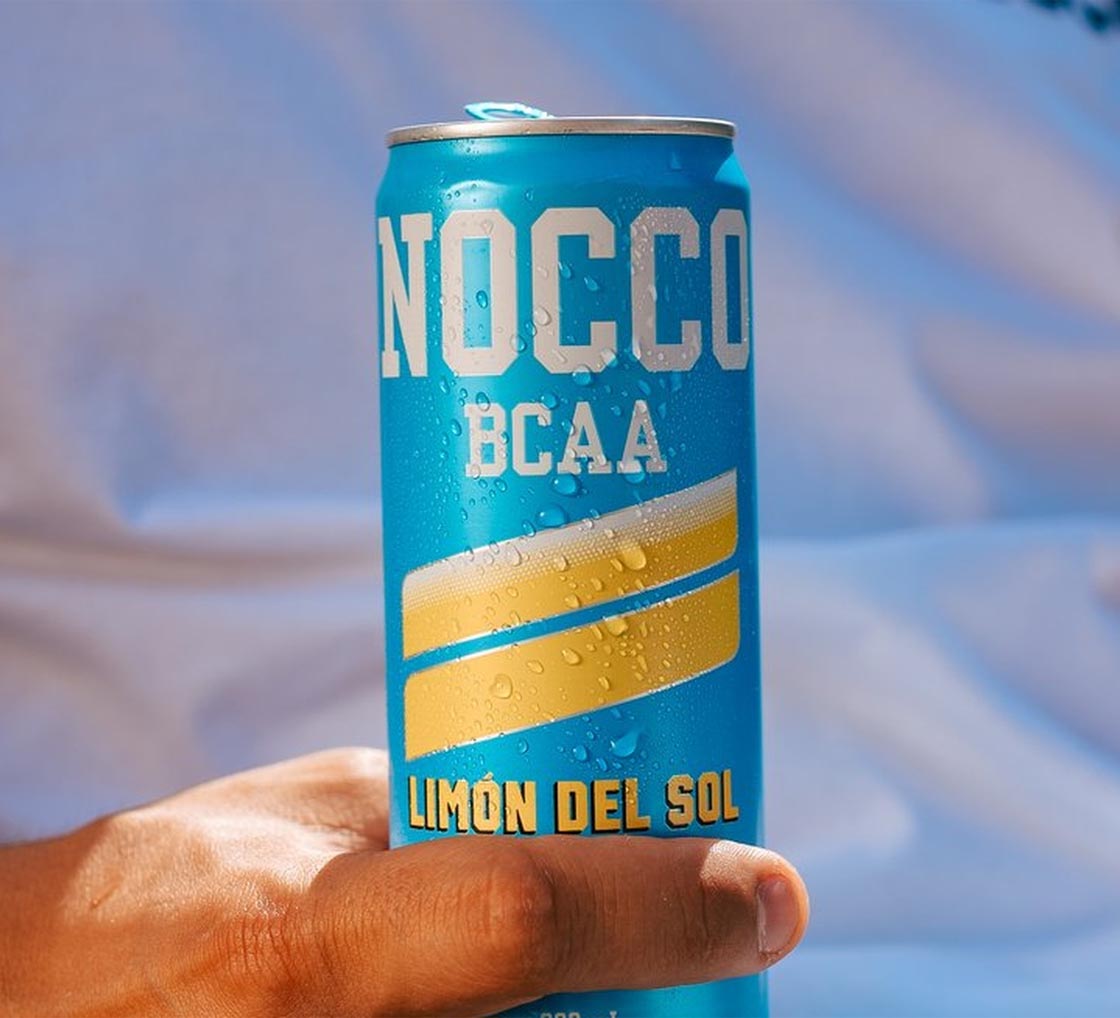 NOCCO
BCAA
LIMÓN DEL SOL